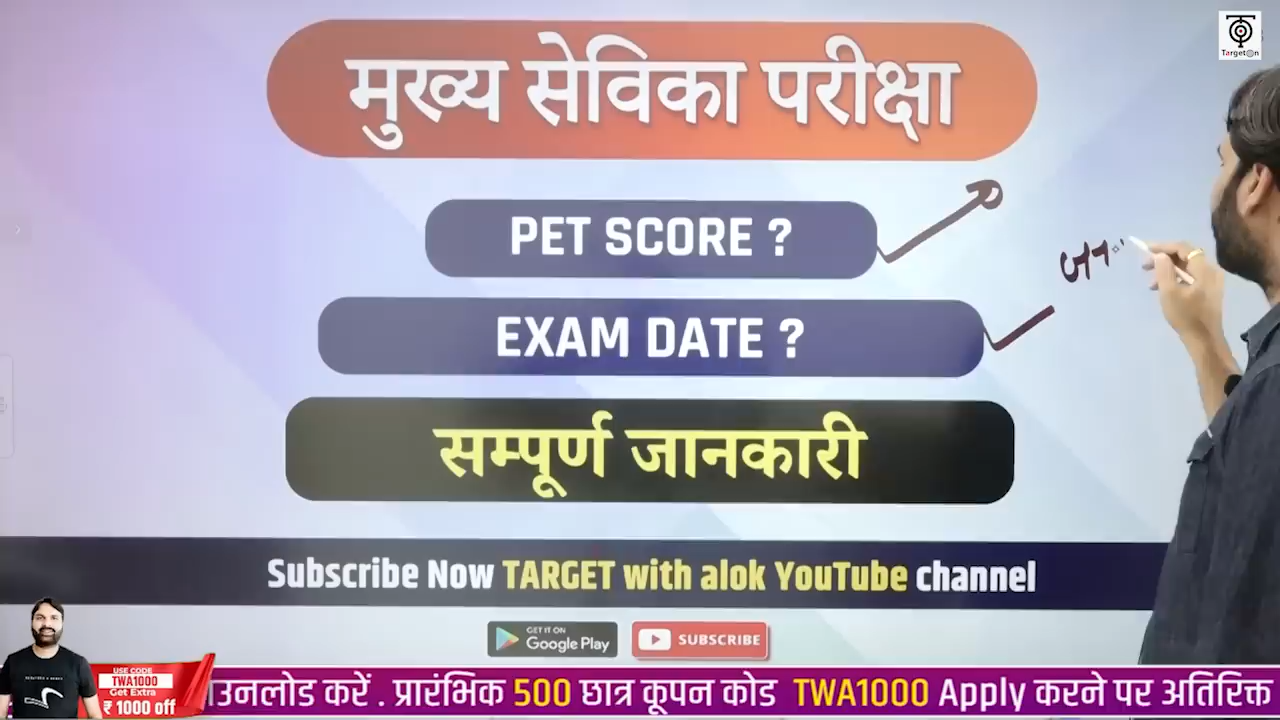 Target@n
मुख्य सेविका परीक्षा
PET SCORE ?
EXAM DATE ?
सम्पूर्ण जानकारी
Subscribe Now TARGET with alok YouTube channel
GET IT ON
Google Play
SUBSCRIBE
USE CODE
TWA1000
Get Extra
₹ 1000 off
करें . प्रारंभिक 500 छात्र कूपन कोड TWA1000 Apply करने पर अतिरिक्त